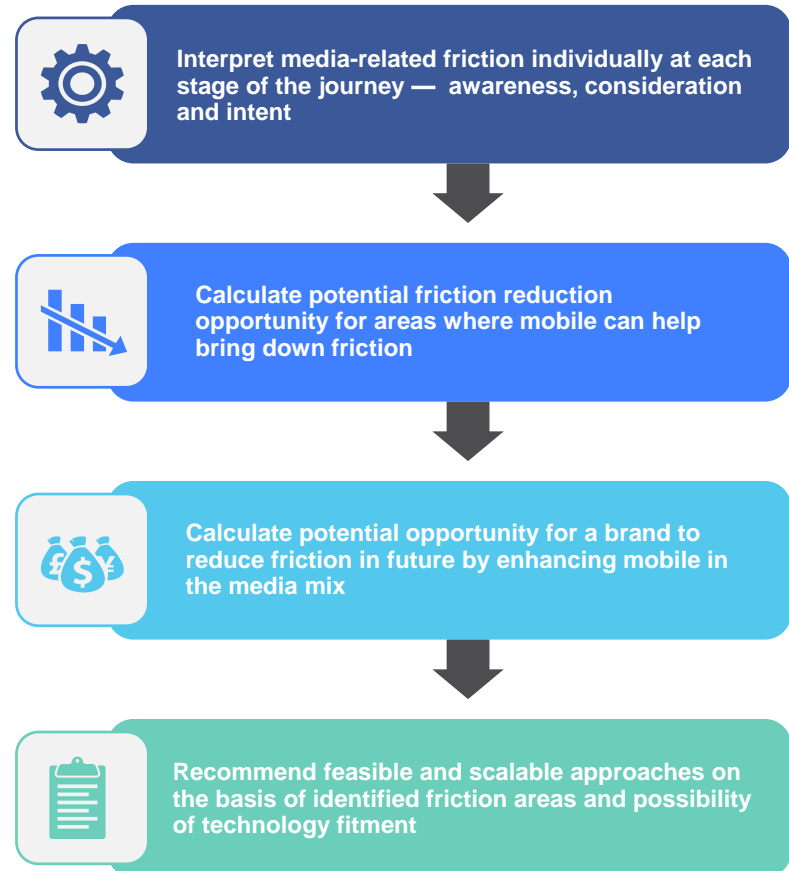 Interpret media-related friction individually at each
stage of the journey — awareness, consideration
and intent
Calculate potential friction reduction
opportunity for areas where mobile can help
bring down friction
£ $ ¥
Calculate potential opportunity for a brand to
reduce friction in future by enhancing mobile in
the media mix
Recommend feasible and scalable approaches on
the basis of identified friction areas and possibility
of technology fitment